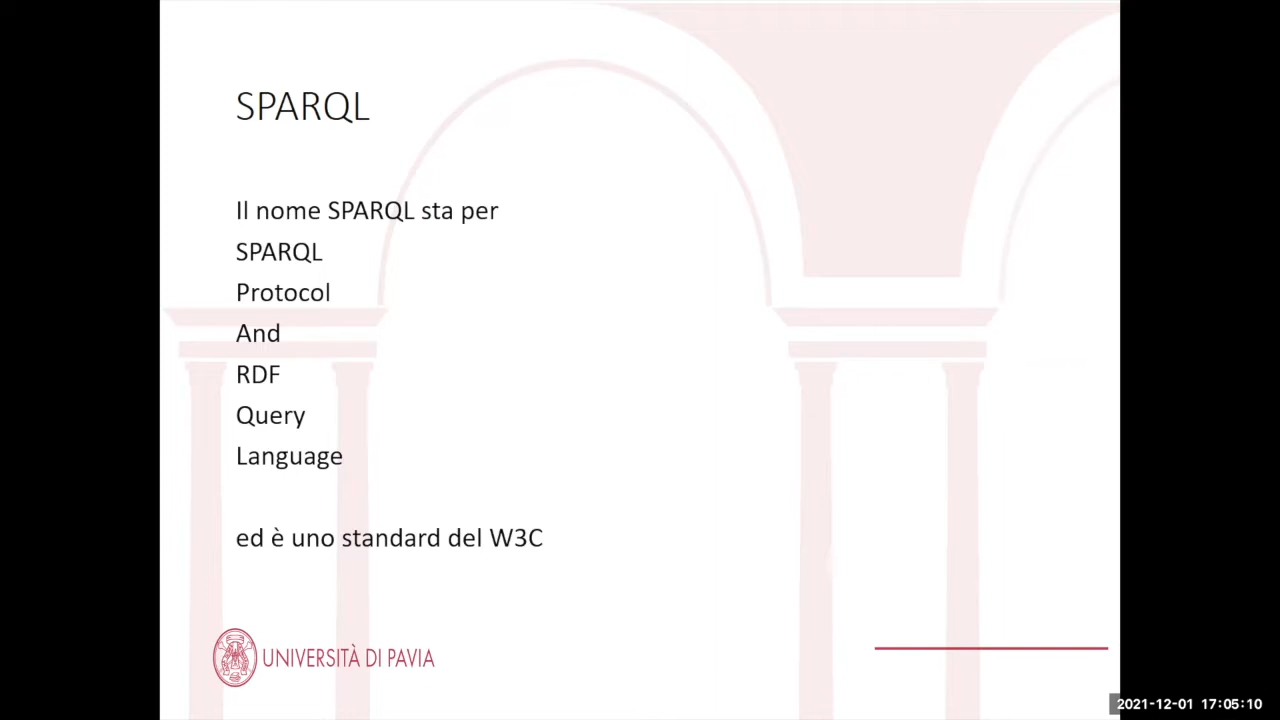 SPARQL
Il nome SPARQL sta per
SPARQL
Protocol
And
RDF
Query
Language
ed è uno standard del W3C
UNIVERSITÀ DI PAVIA
2021-12-01 17:05:10